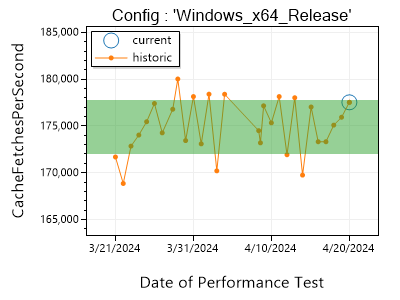 Config : 'Windows_x64_Release'
current
historic
CacheFetchesPerSecond
185,000
180,000
175,000
170,000
165,000
3/21/2024
3/31/2024
4/10/2024
4/20/2024
Date of Performance Test